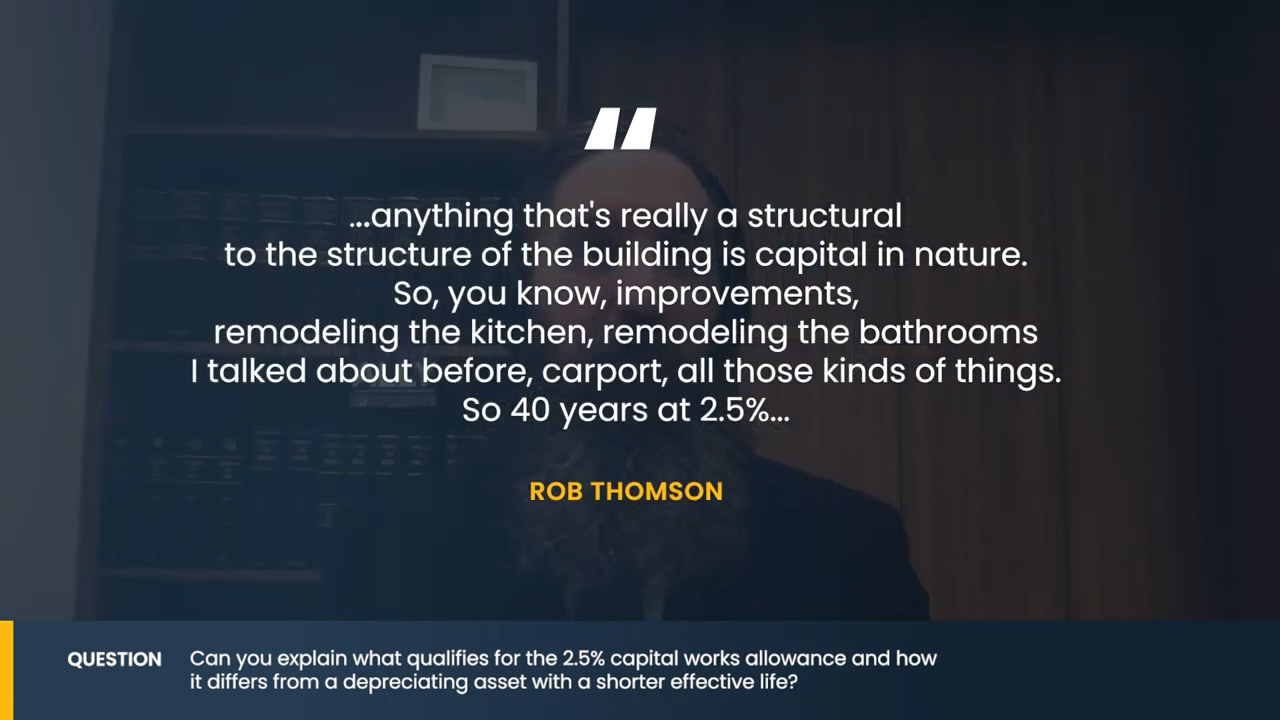 ...anything that's really a structural
to the structure of the building is capital in nature.
So, you know, improvements,
remodeling the kitchen, remodeling the bathrooms
I talked about before, carport, all those kinds of things.
So 40 years at 2.5%...
ROB THOMSON
QUESTION
Can you explain what qualifies for the 2.5% capital works allowance and how
it differs from a depreciating asset with a shorter effective life?